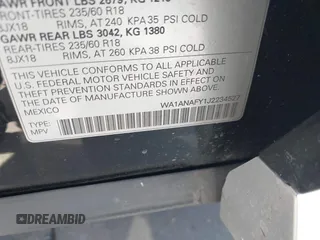 GAWR FRONT LBS 2679, KG 1215
FRONT-TIRES 235/60 R18
BJX18 RIMS, AT 240 KPA 35 PSI COLD
GAWR REAR LBS 3042, KG 1380
REAR-TIRES 235/60 R18
BJX18 RIMS, AT 260 KPA 38 PSI COLD
THIS VEHICLE CONFORMS TO ALL APPLICABLE
U.S. FEDERAL MOTOR VEHICLE SAFETY AND
THEFT PREVENTION STANDARDS IN EFFECT
ON THE DATE OF MANUFACTURE SHOWN ABOVE.
MEXICO WA1ANAFY1J2234527
TYPE:
MPV
DREAMBID